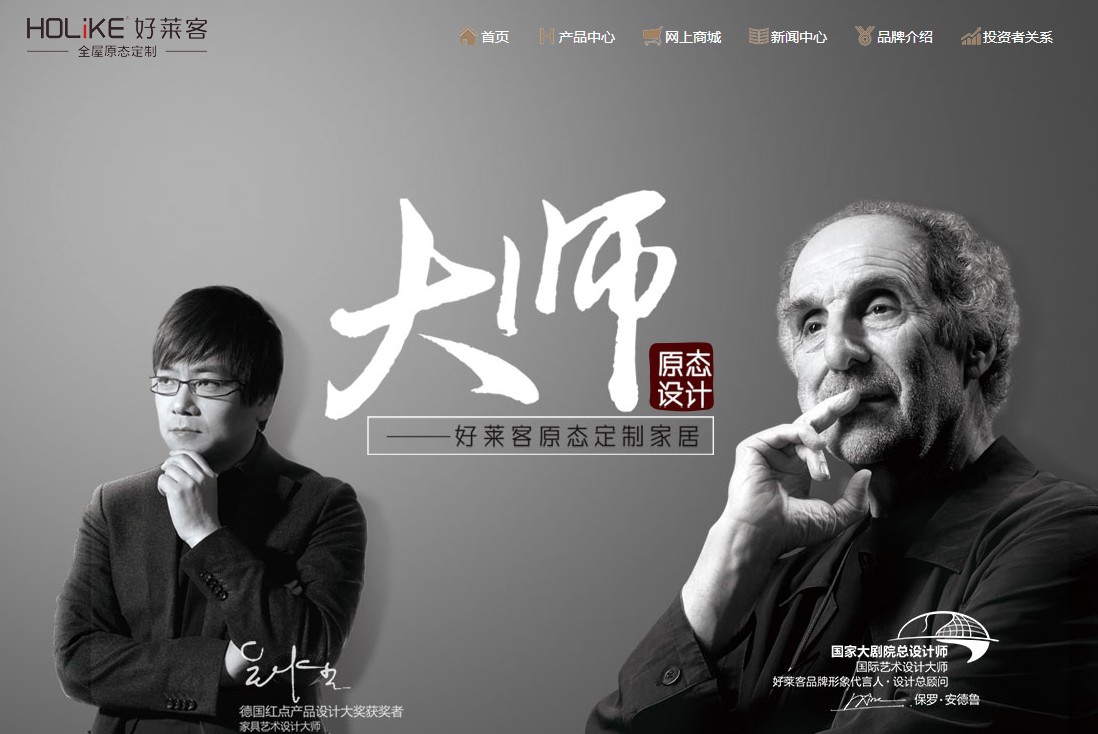 HOLiKE 好莱客
全屋原态定制
首页 产品中心 网上商城 新闻中心 品牌介绍 投资者关系
大师
原态
设计
——好莱客原态定制家居
德国红点产品设计大奖获奖者
家具艺术设计大师
国家大剧院总设计师
国际艺术设计大师
好莱客品牌形象代言人·设计总顾问
保罗·安德鲁